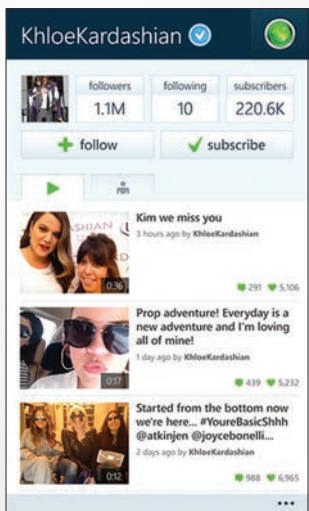 KhloeKardashian
followers
1.1M
following
10
subscribers
220.6K
follow
subscribe
Kim we miss you
3 hours ago by KhloeKardashian
0:36
291 5,106
Prop adventure! Everyday is a
new adventure and I'm loving
all of mine!
1 day ago by KhloeKardashian
0:17
439 5,232
Started from the bottom now
we're here... #YoureBasicShhh
@atkinjen @joycebonelli...
2 days ago by KhloeKardashian
0:12
988 6,965
...